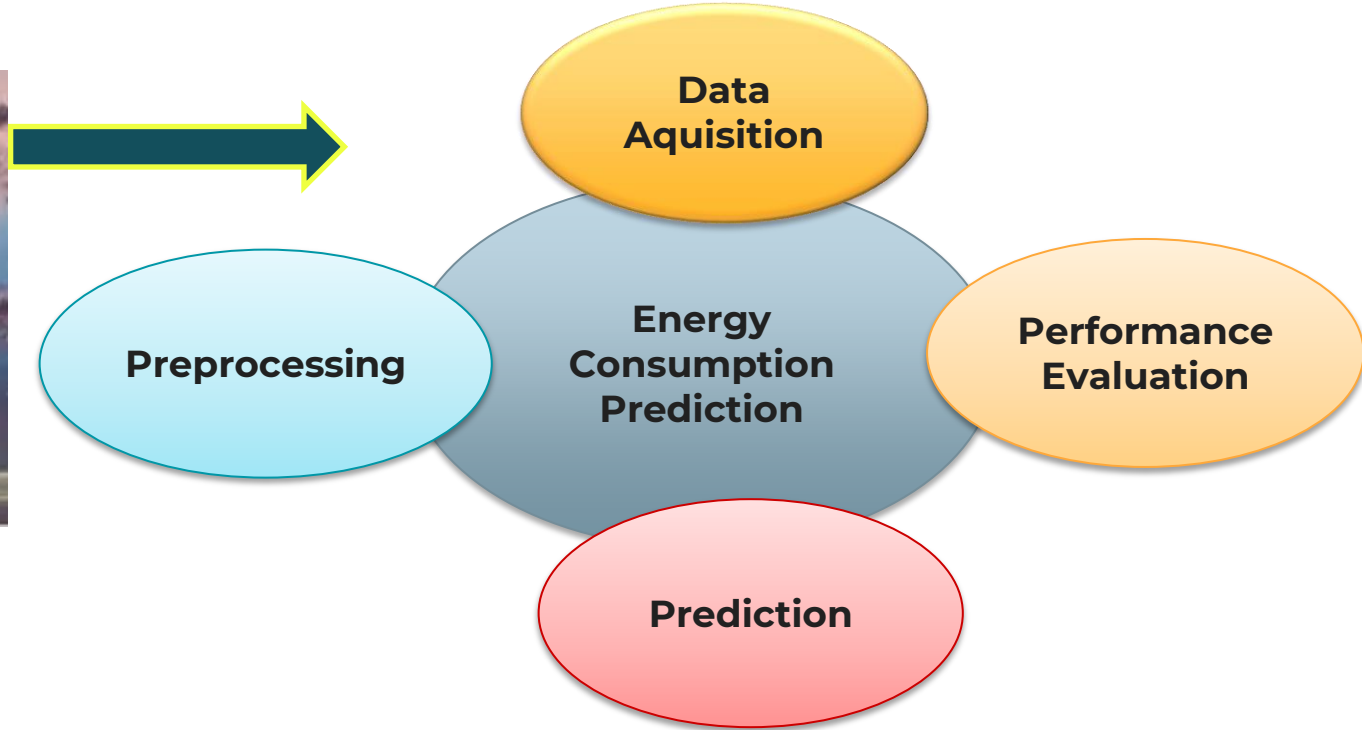 Data
Aquisition
Energy
Consumption
Prediction
Preprocessing
Performance
Evaluation
Prediction